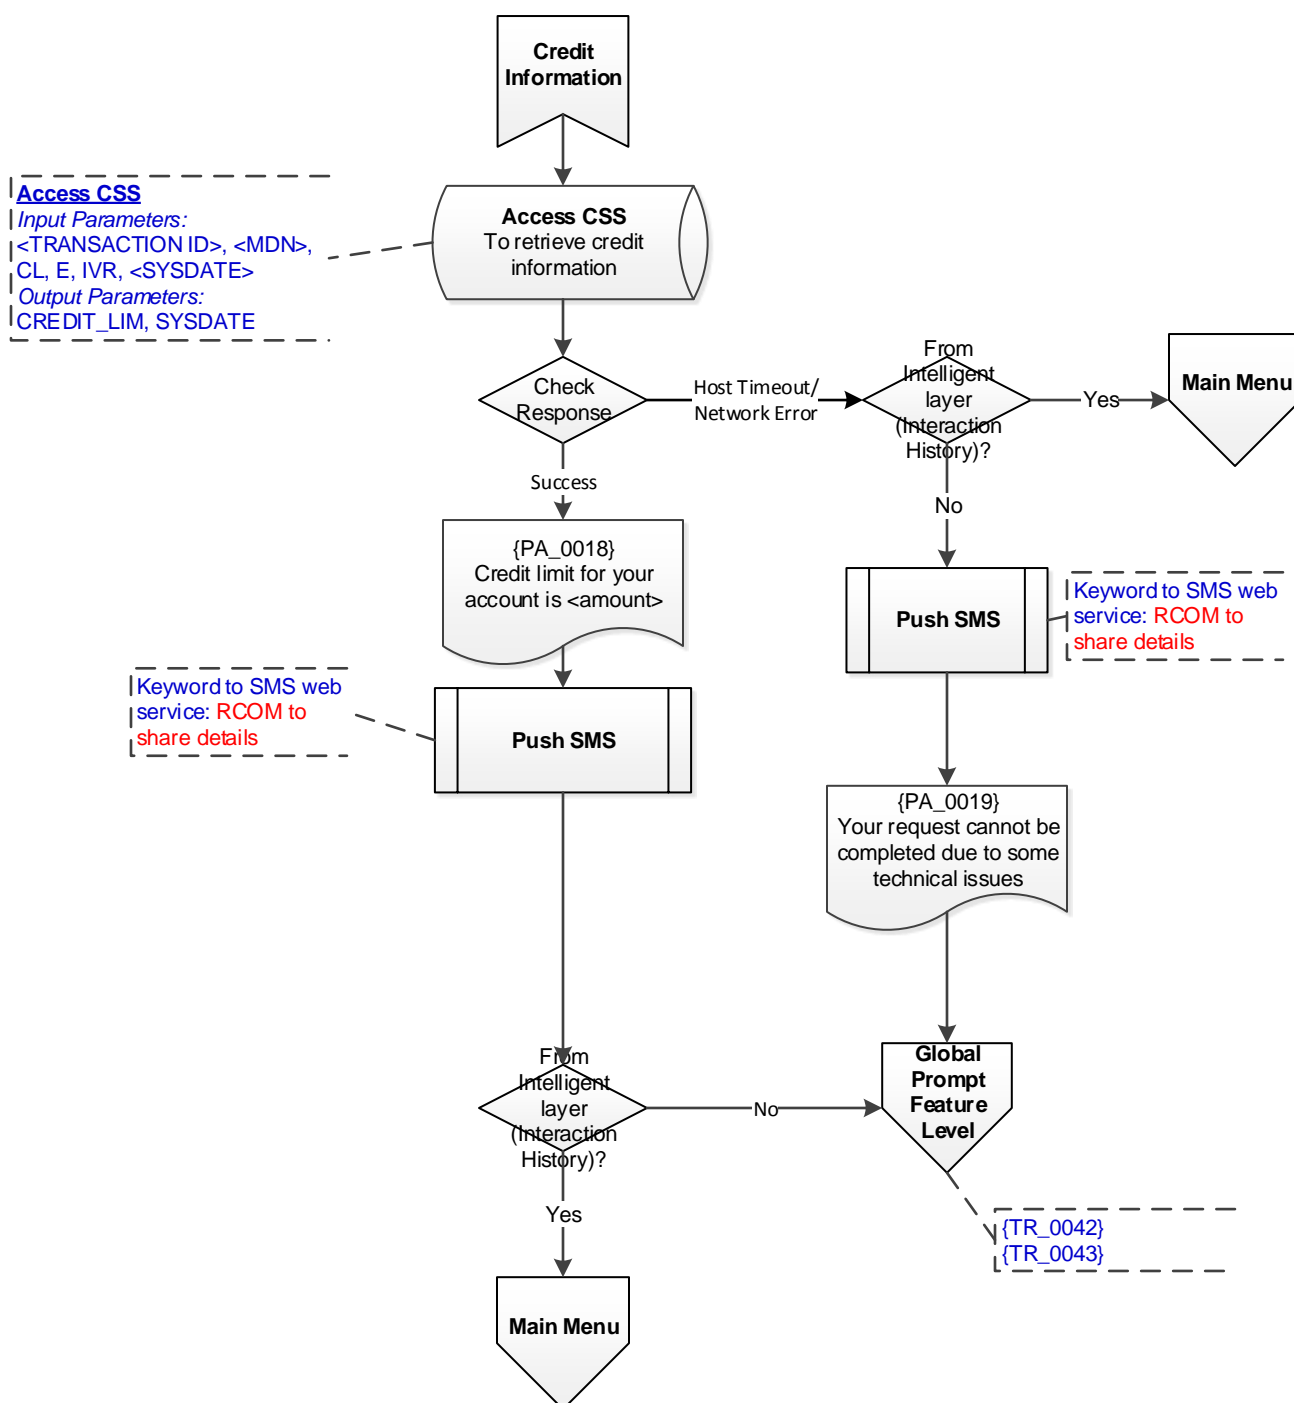 Credit
Information
Access CSS
Input Parameters:
<TRANSACTION ID>, <MDN>,
CL, E, IVR, <SYSDATE>
Output Parameters:
CREDIT_LIM, SYSDATE
Access CSS
To retrieve credit
information
Check
Response
Host Timeout/
Network Error
From
Intelligent
layer
(Interaction
History)?
Yes
Main Menu
Success
No
{PA_0018}
Credit limit for your
account is <amount>
Push SMS
Keyword to SMS web
service: RCOM to
share details
Keyword to SMS web
service: RCOM to
share details
Push SMS
{PA_0019}
Your request cannot be
completed due to some
technical issues
From
Intelligent
layer
(Interaction
History)?
No
Global
Prompt
Feature
Level
Yes
{TR_0042}
{TR_0043}
Main Menu